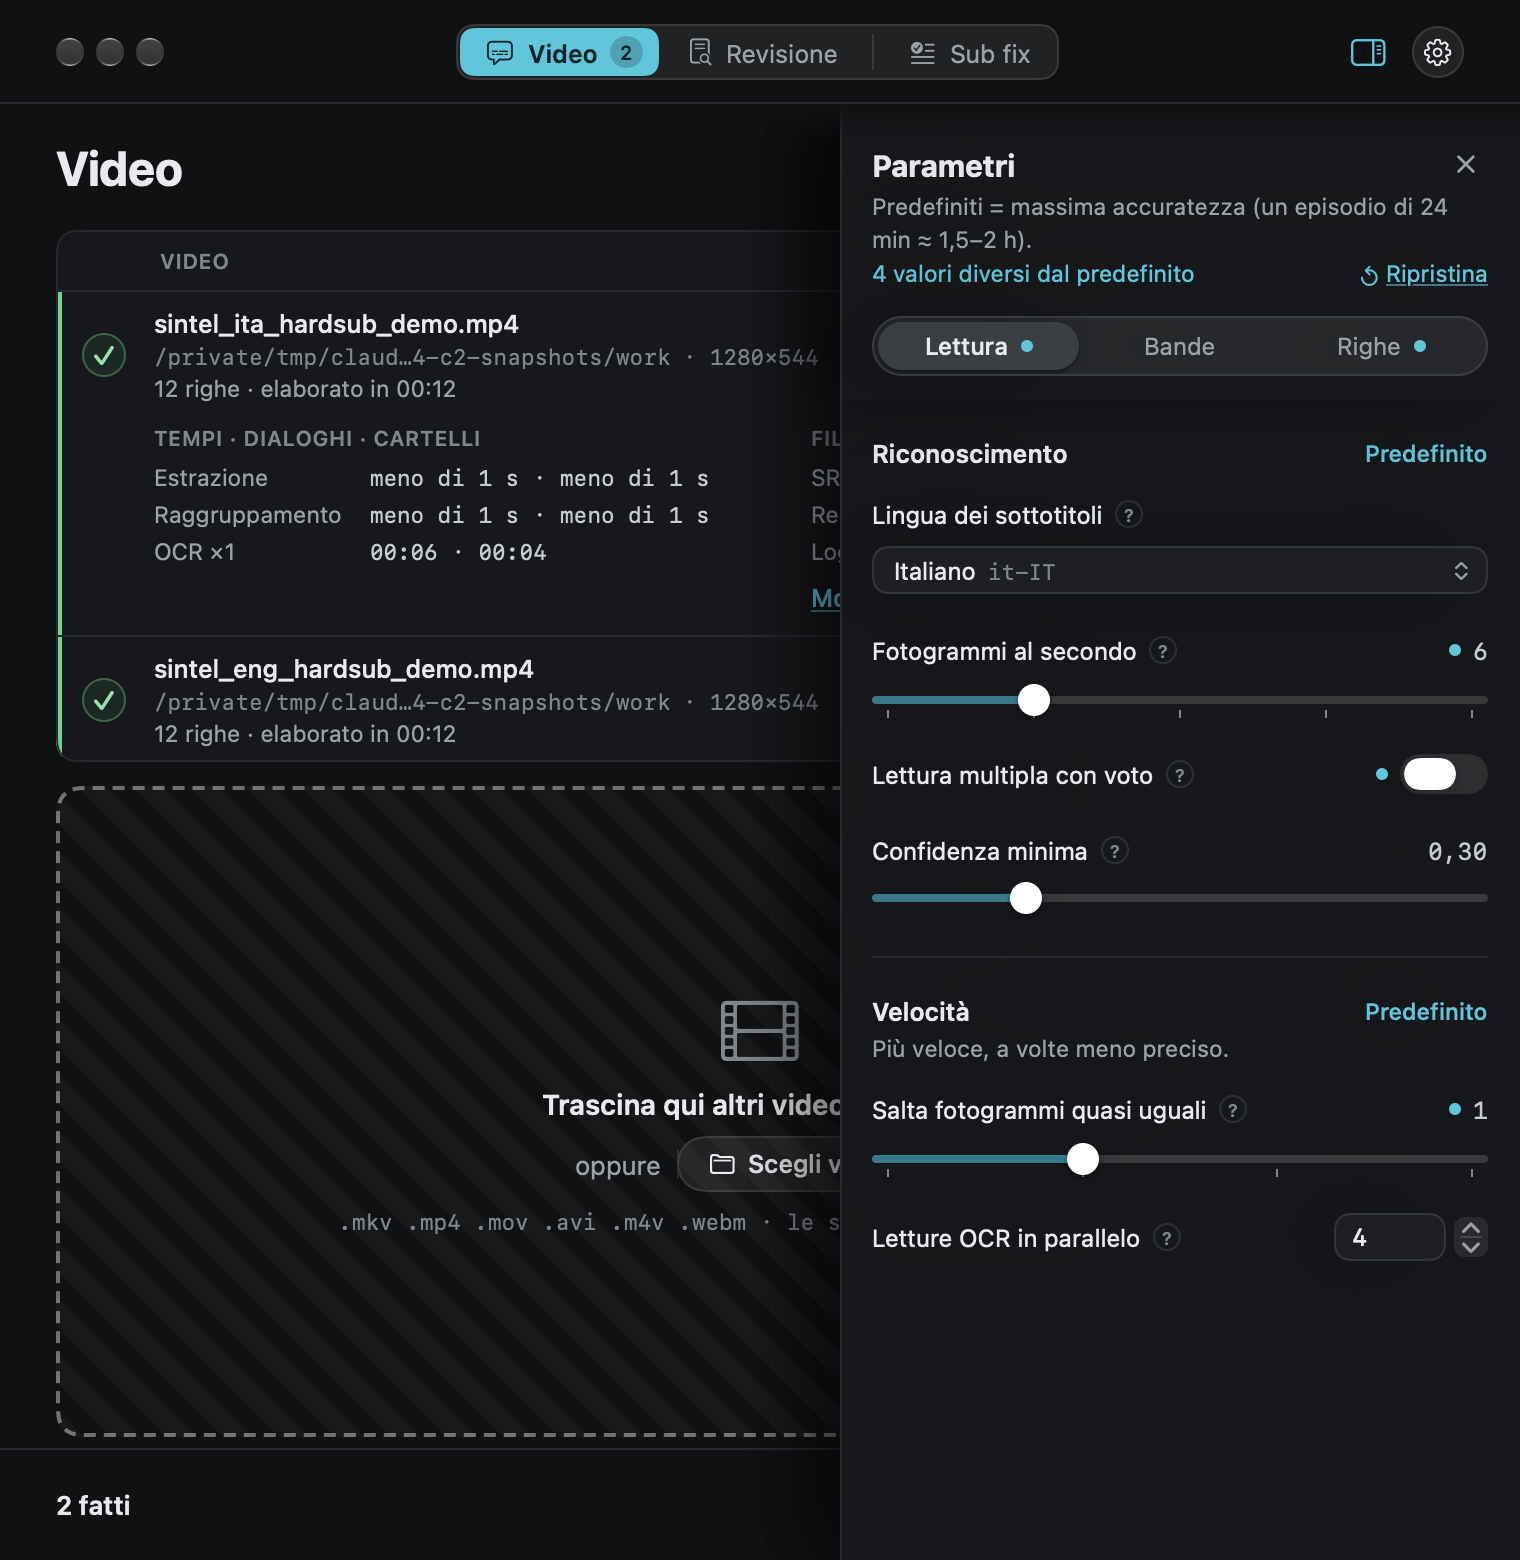 Video 2
Revisione
Sub fix
Video
VIDEO
sintel_ita_hardsub_demo.mp4
/private/tmp/claud…4-c2-snapshots/work · 1280×544
12 righe · elaborato in 00:12
TEMPI · DIALOGHI · CARTELLI
Estrazione meno di 1 s · meno di 1 s
Raggruppamento meno di 1 s · meno di 1 s
OCR ×1 00:06 · 00:04
sintel_eng_hardsub_demo.mp4
/private/tmp/claud…4-c2-snapshots/work · 1280×544
12 righe · elaborato in 00:12
Trascina qui altri video
oppure Scegli v
.mkv .mp4 .mov .avi .m4v .webm · le s
2 fatti
Parametri
Predefiniti = massima accuratezza (un episodio di 24
min ≈ 1,5–2 h).
4 valori diversi dal predefinito Ripristina
Lettura Bande Righe
Riconoscimento Predefinito
Lingua dei sottotitoli ?
Italiano it-IT
Fotogrammi al secondo ? 6
Lettura multipla con voto ?
Confidenza minima ? 0,30
Velocità Predefinito
Più veloce, a volte meno preciso.
Salta fotogrammi quasi uguali ? 1
Letture OCR in parallelo ? 4